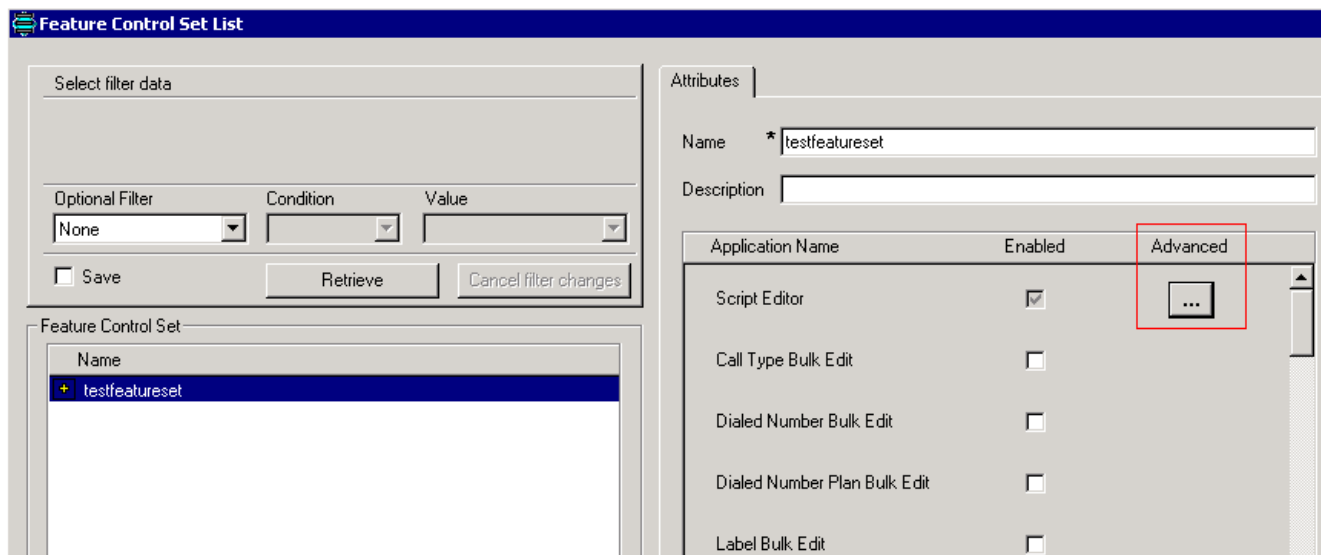 Feature Control Set List
Select filter data
Optional Filter Condition Value
None
Save Retrieve Cancel filter changes
Feature Control Set
Name
+ testfeatureset
Attributes
Name * testfeatureset
Description
Application Name Enabled Advanced
Script Editor ...
Call Type Bulk Edit
Dialed Number Bulk Edit
Dialed Number Plan Bulk Edit
Label Bulk Edit